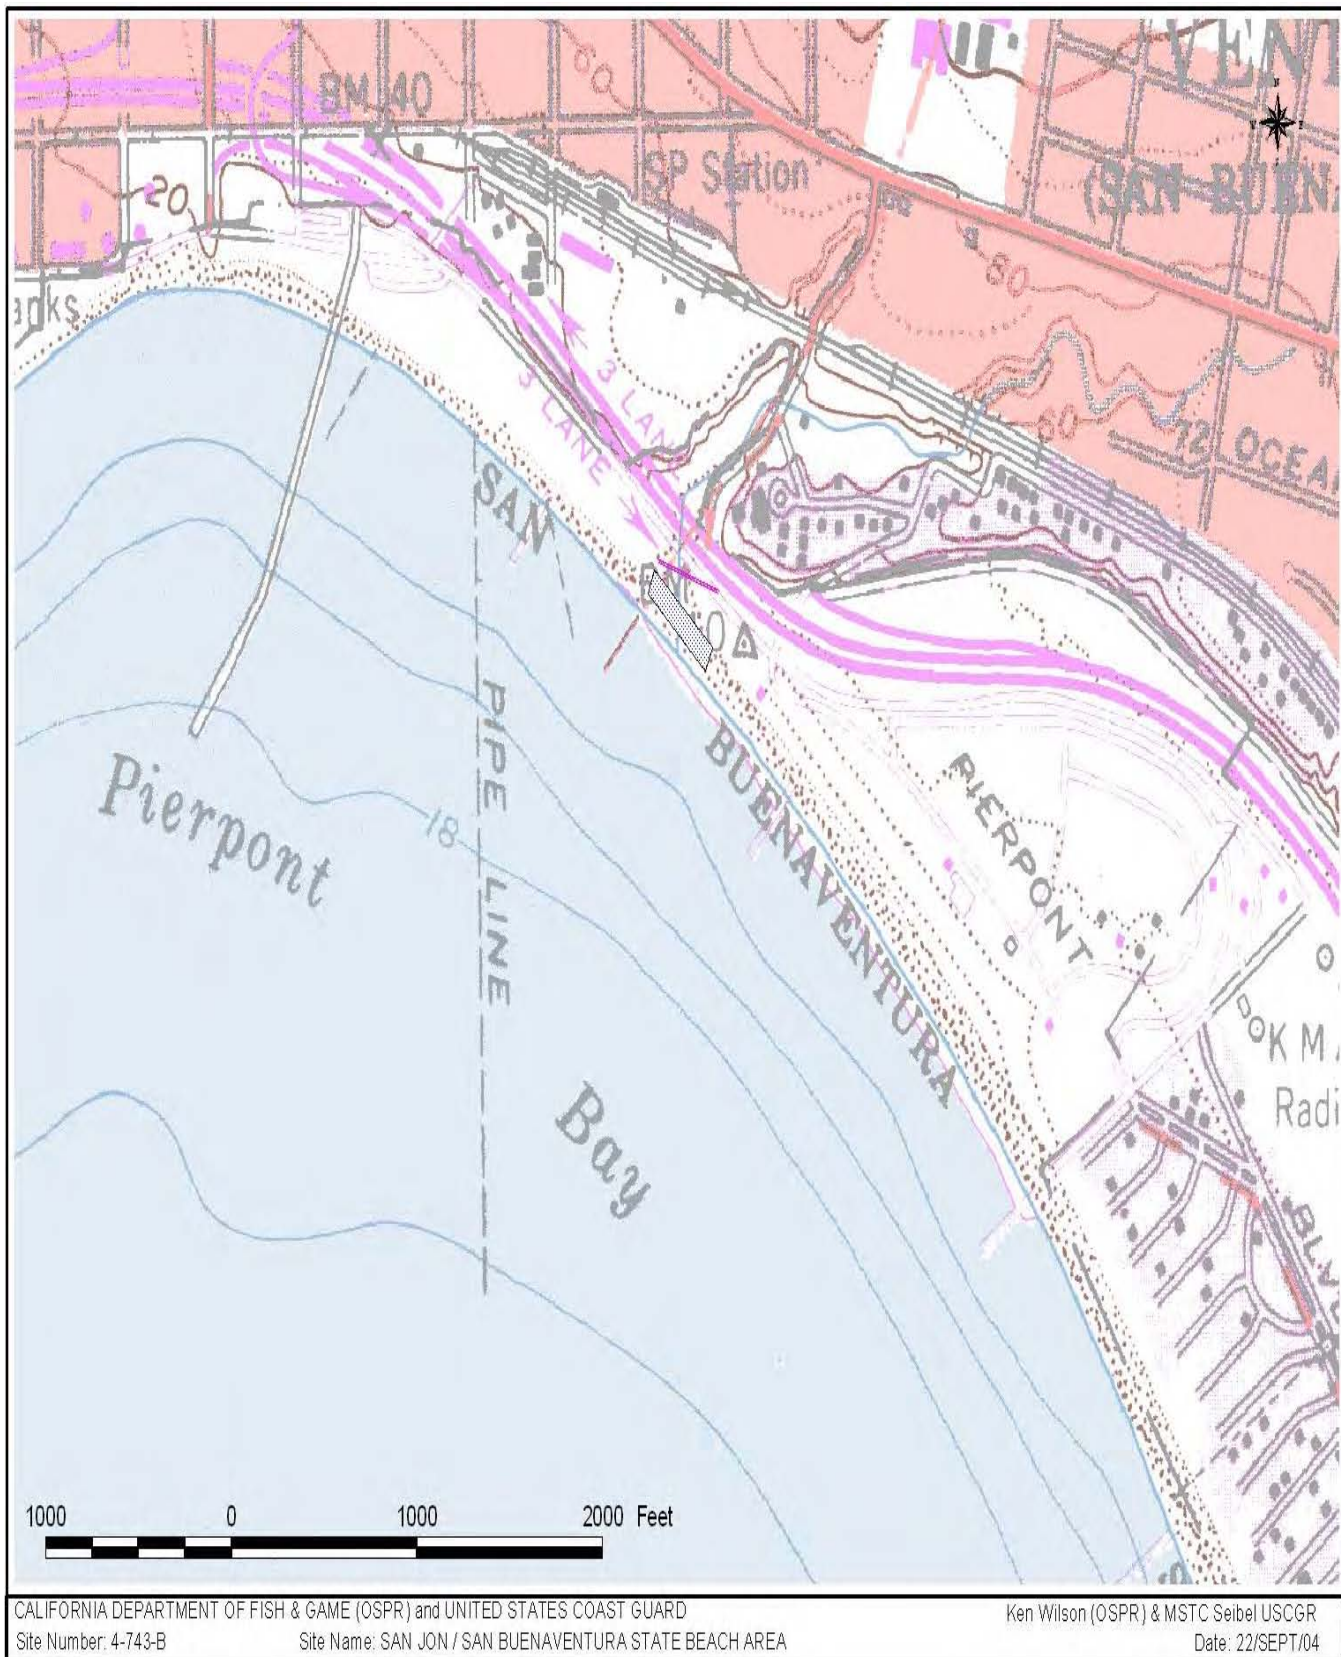 VENT
BM 40
60
SP Station
(SAN BUEN
20
80
3 LANE
3 LANE
60
72
OCEA
SAN
PIPE LINE
Pierpont
BUENAVENTURA
PIERPONT
18
K M
Radi
Bay
BL
1000 0 1000 2000 Feet
CALIFORNIA DEPARTMENT OF FISH & GAME (OSPR) and UNITED STATES COAST GUARD
Ken Wilson (OSPR) & MSTC Seibel USCGR
Site Number: 4-743-B
Site Name: SAN JON / SAN BUENAVENTURA STATE BEACH AREA
Date: 22/SEPT/04